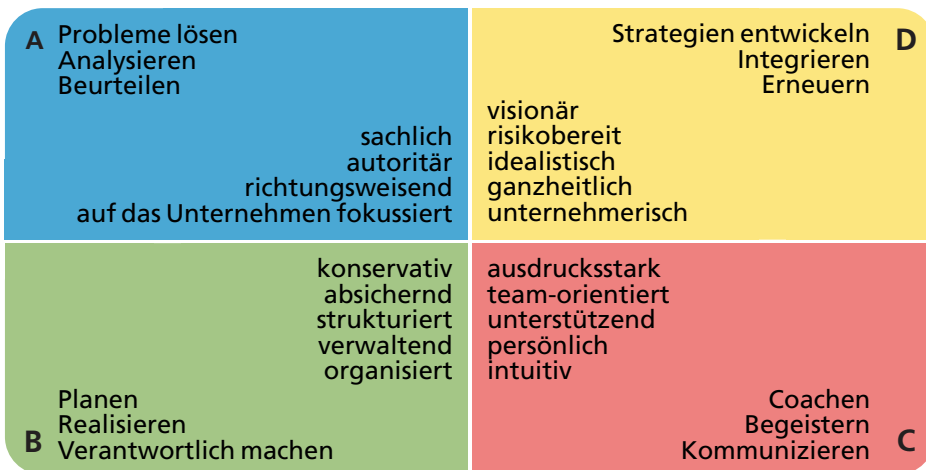 A
Probleme lösen
Analysieren
Beurteilen
sachlich
autoritär
richtungsweisend
auf das Unternehmen fokussiert
Strategien entwickeln
D
Integrieren
Erneuern
visionär
risikobereit
idealistisch
ganzheitlich
unternehmerisch
konservativ
absichernd
strukturiert
verwaltend
organisiert
Planen
Realisieren
B
Verantwortlich machen
ausdrucksstark
team-orientiert
unterstützend
persönlich
intuitiv
Coachen
Begeistern
Kommunizieren
C